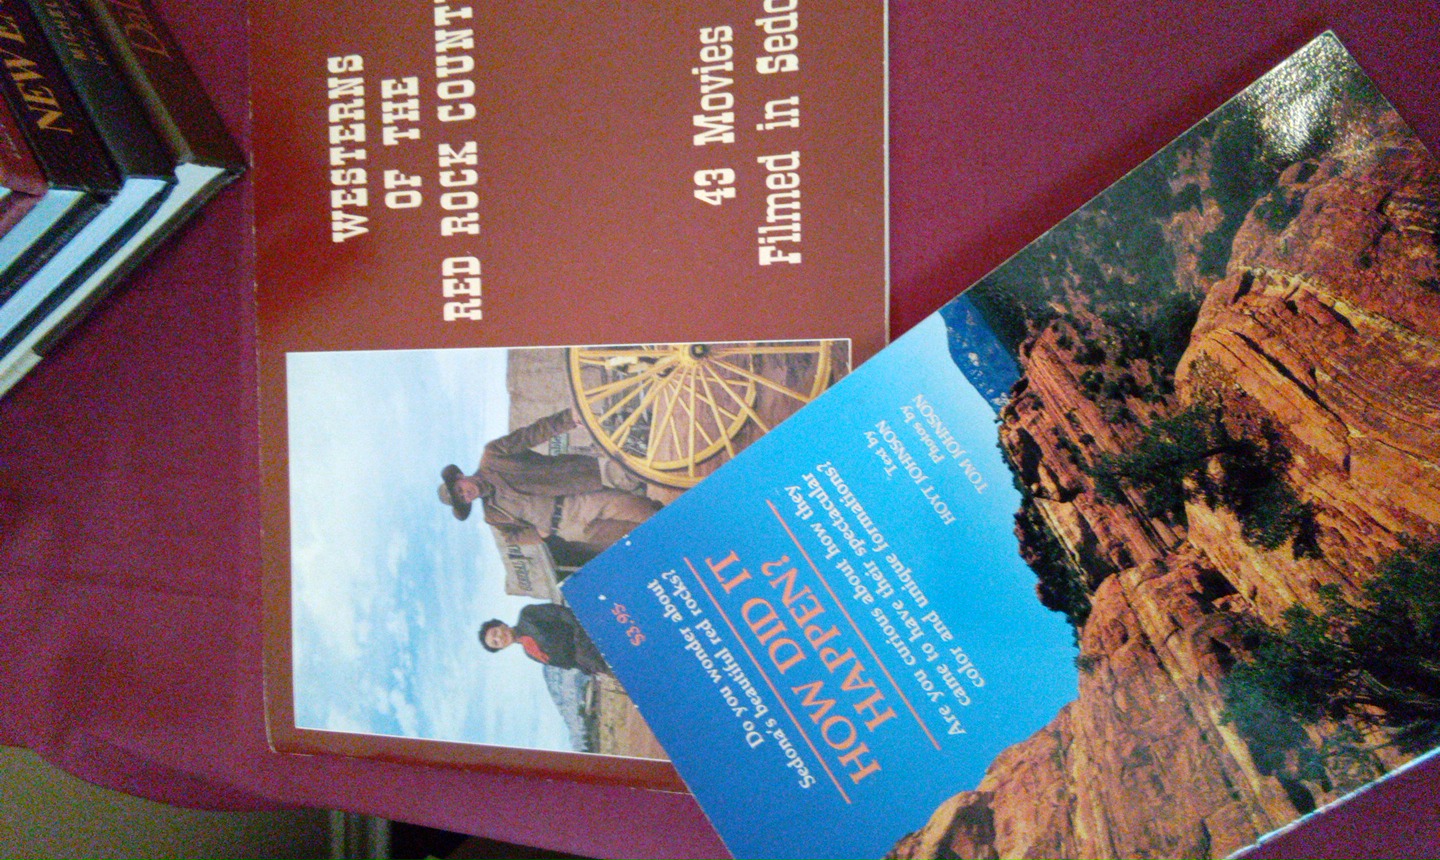 WESTERNS
OF THE
RED ROCK COUNT
43 Movies
Filmed in Sedo
$3.95
Do you wonder about
Sedona's beautiful red rocks?
HOW DID IT
HAPPEN?
Are you curious about how they
came to have their spectacular
color and unique formations?
Text by
HOYT JOHNSON
Photos by
TOM JOHNSON
NEW